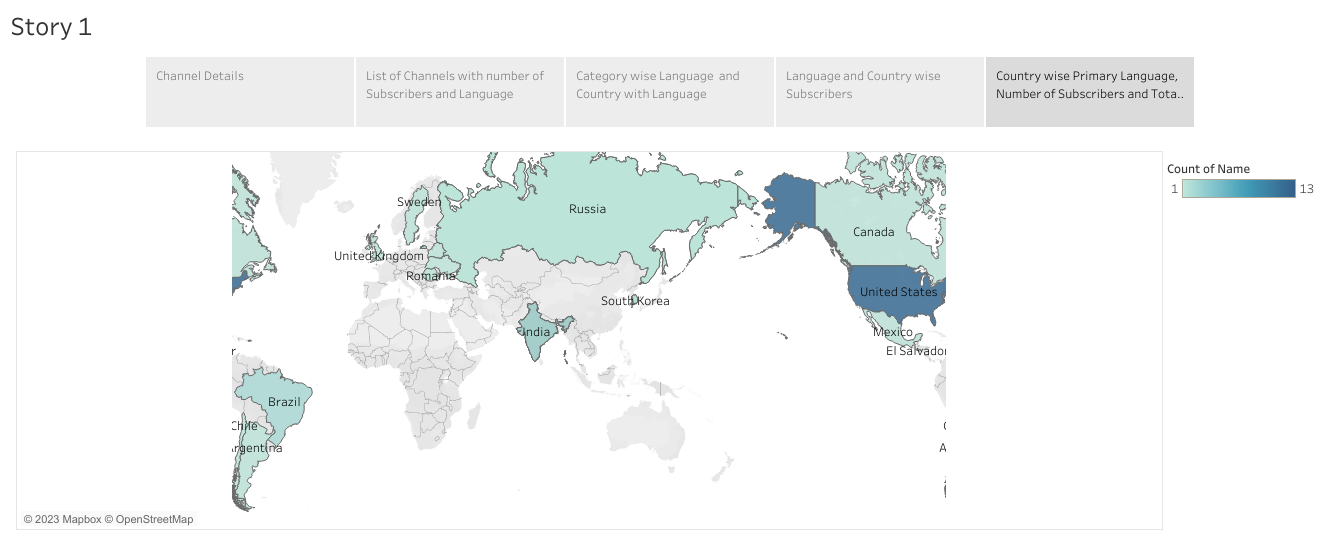 Story 1
Channel Details
List of Channels with number of
Subscribers and Language
Category wise Language and
Country with Language
Language and Country wise
Subscribers
Country wise Primary Language,
Number of Subscribers and Tota..
Count of Name
1
13
Sweden
Russia
Canada
United Kingdom
Romania
United States
South Korea
India
Mexico
r
El Salvador
Brazil
Chile
C
Argentina
A
© 2023 Mapbox © OpenStreetMap